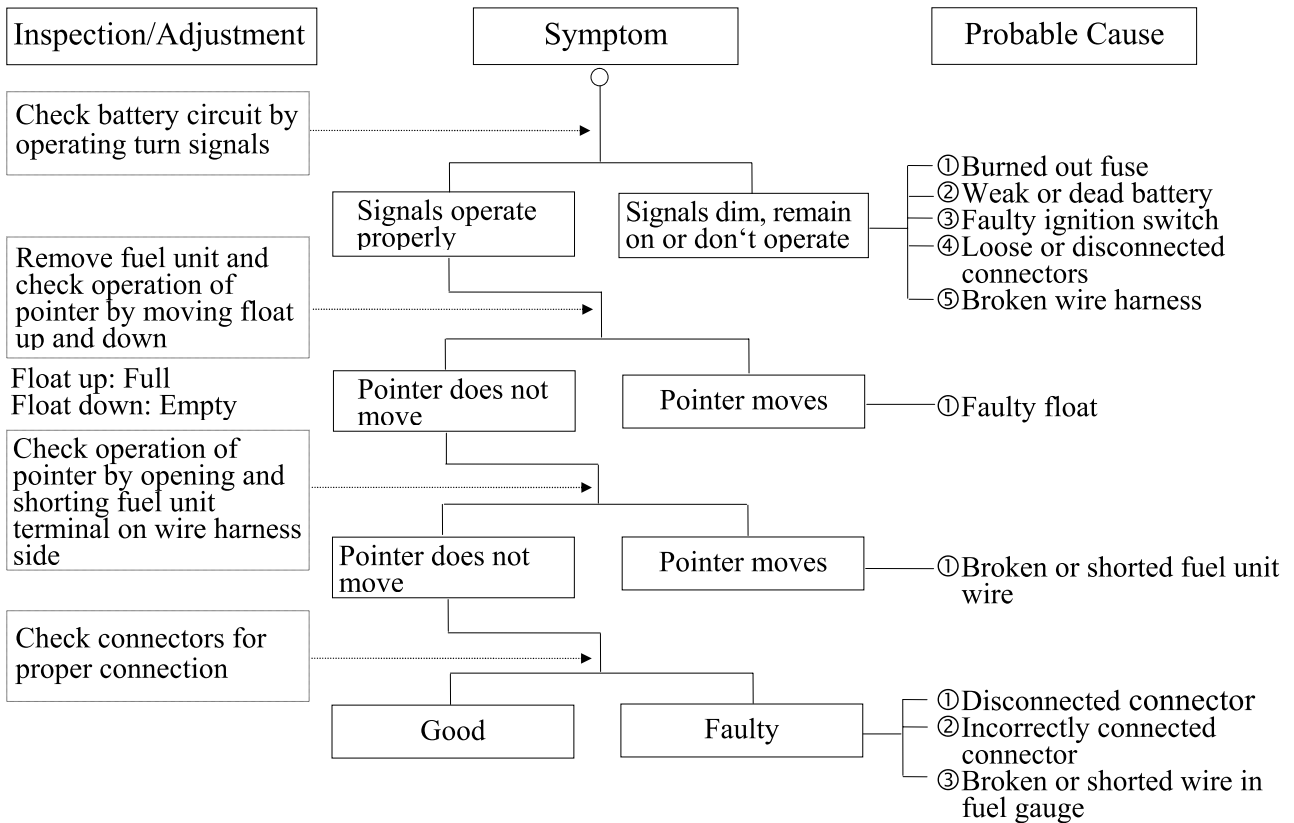 Inspection/Adjustment
Symptom
Probable Cause
Check battery circuit by
operating turn signals
Signals operate
properly
Signals dim, remain
on or don‘t operate
①Burned out fuse
②Weak or dead battery
③Faulty ignition switch
④Loose or disconnected
connectors
⑤Broken wire harness
Remove fuel unit and
check operation of
pointer by moving float
up and down
Float up: Full
Float down: Empty
Pointer does not
move
Pointer moves
①Faulty float
Check operation of
pointer by opening and
shorting fuel unit
terminal on wire harness
side
Pointer does not
move
Pointer moves
①Broken or shorted fuel unit
wire
Check connectors for
proper connection
Good
Faulty
①Disconnected connector
②Incorrectly connected
connector
③Broken or shorted wire in
fuel gauge